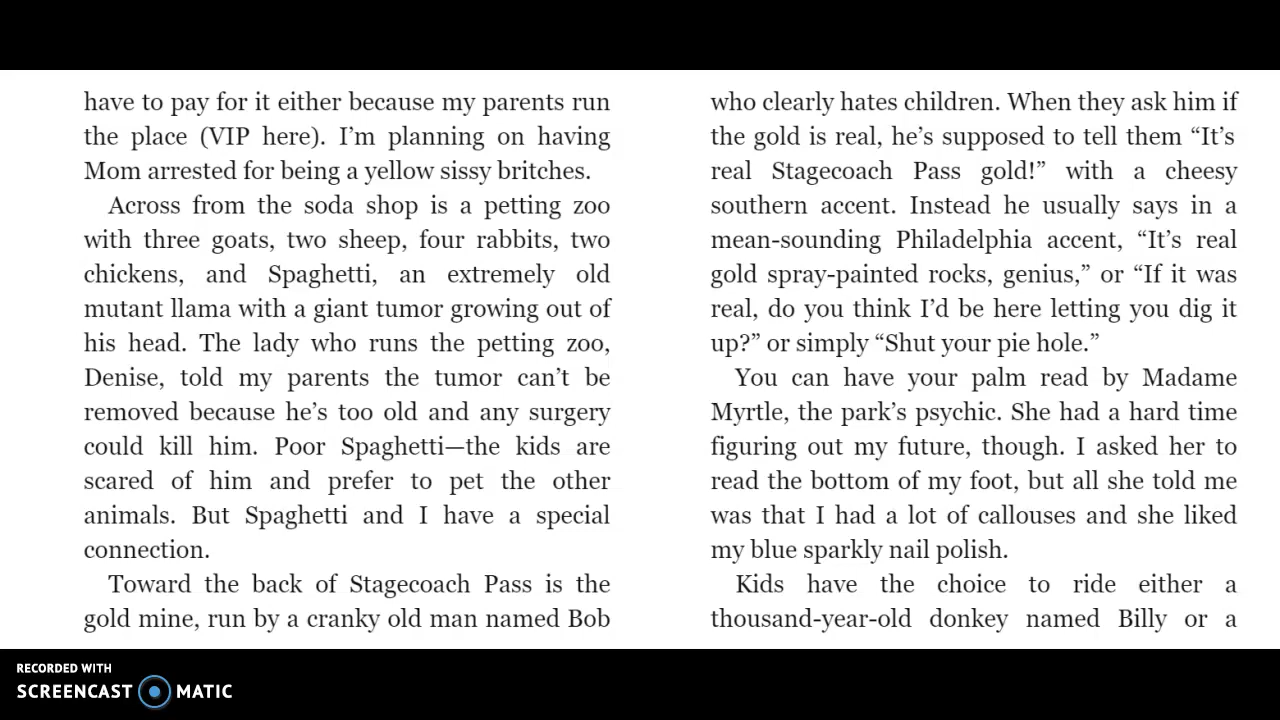 have to pay for it either because my parents run
the place (VIP here). I’m planning on having
Mom arrested for being a yellow sissy britches.
Across from the soda shop is a petting zoo
with three goats, two sheep, four rabbits, two
chickens, and Spaghetti, an extremely old
mutant llama with a giant tumor growing out of
his head. The lady who runs the petting zoo,
Denise, told my parents the tumor can’t be
removed because he’s too old and any surgery
could kill him. Poor Spaghetti—the kids are
scared of him and prefer to pet the other
animals. But Spaghetti and I have a special
connection.
Toward the back of Stagecoach Pass is the
gold mine, run by a cranky old man named Bob
who clearly hates children. When they ask him if
the gold is real, he’s supposed to tell them “It’s
real Stagecoach Pass gold!” with a cheesy
southern accent. Instead he usually says in a
mean-sounding Philadelphia accent, “It’s real
gold spray-painted rocks, genius,” or “If it was
real, do you think I’d be here letting you dig it
up?” or simply “Shut your pie hole.”
You can have your palm read by Madame
Myrtle, the park’s psychic. She had a hard time
figuring out my future, though. I asked her to
read the bottom of my foot, but all she told me
was that I had a lot of callouses and she liked
my blue sparkly nail polish.
Kids have the choice to ride either a
thousand-year-old donkey named Billy or a
RECORDED WITH
SCREENCAST MATIC